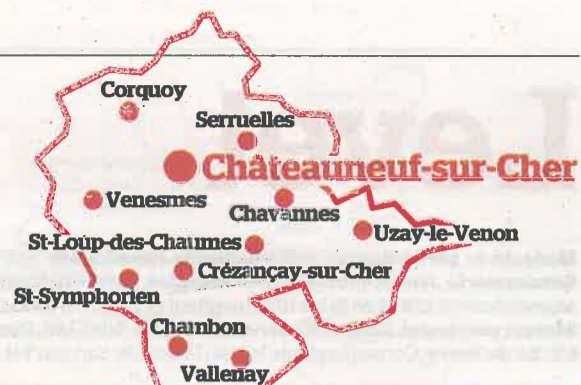 Corquoy
Serruelles
Châteauneuf-sur-Cher
Venesmes
Chavannes
Uzay-le-Venon
St-Loup-des-Chaumes
Crézançay-sur-Cher
St-Symphorien
Chambon
Vallenay